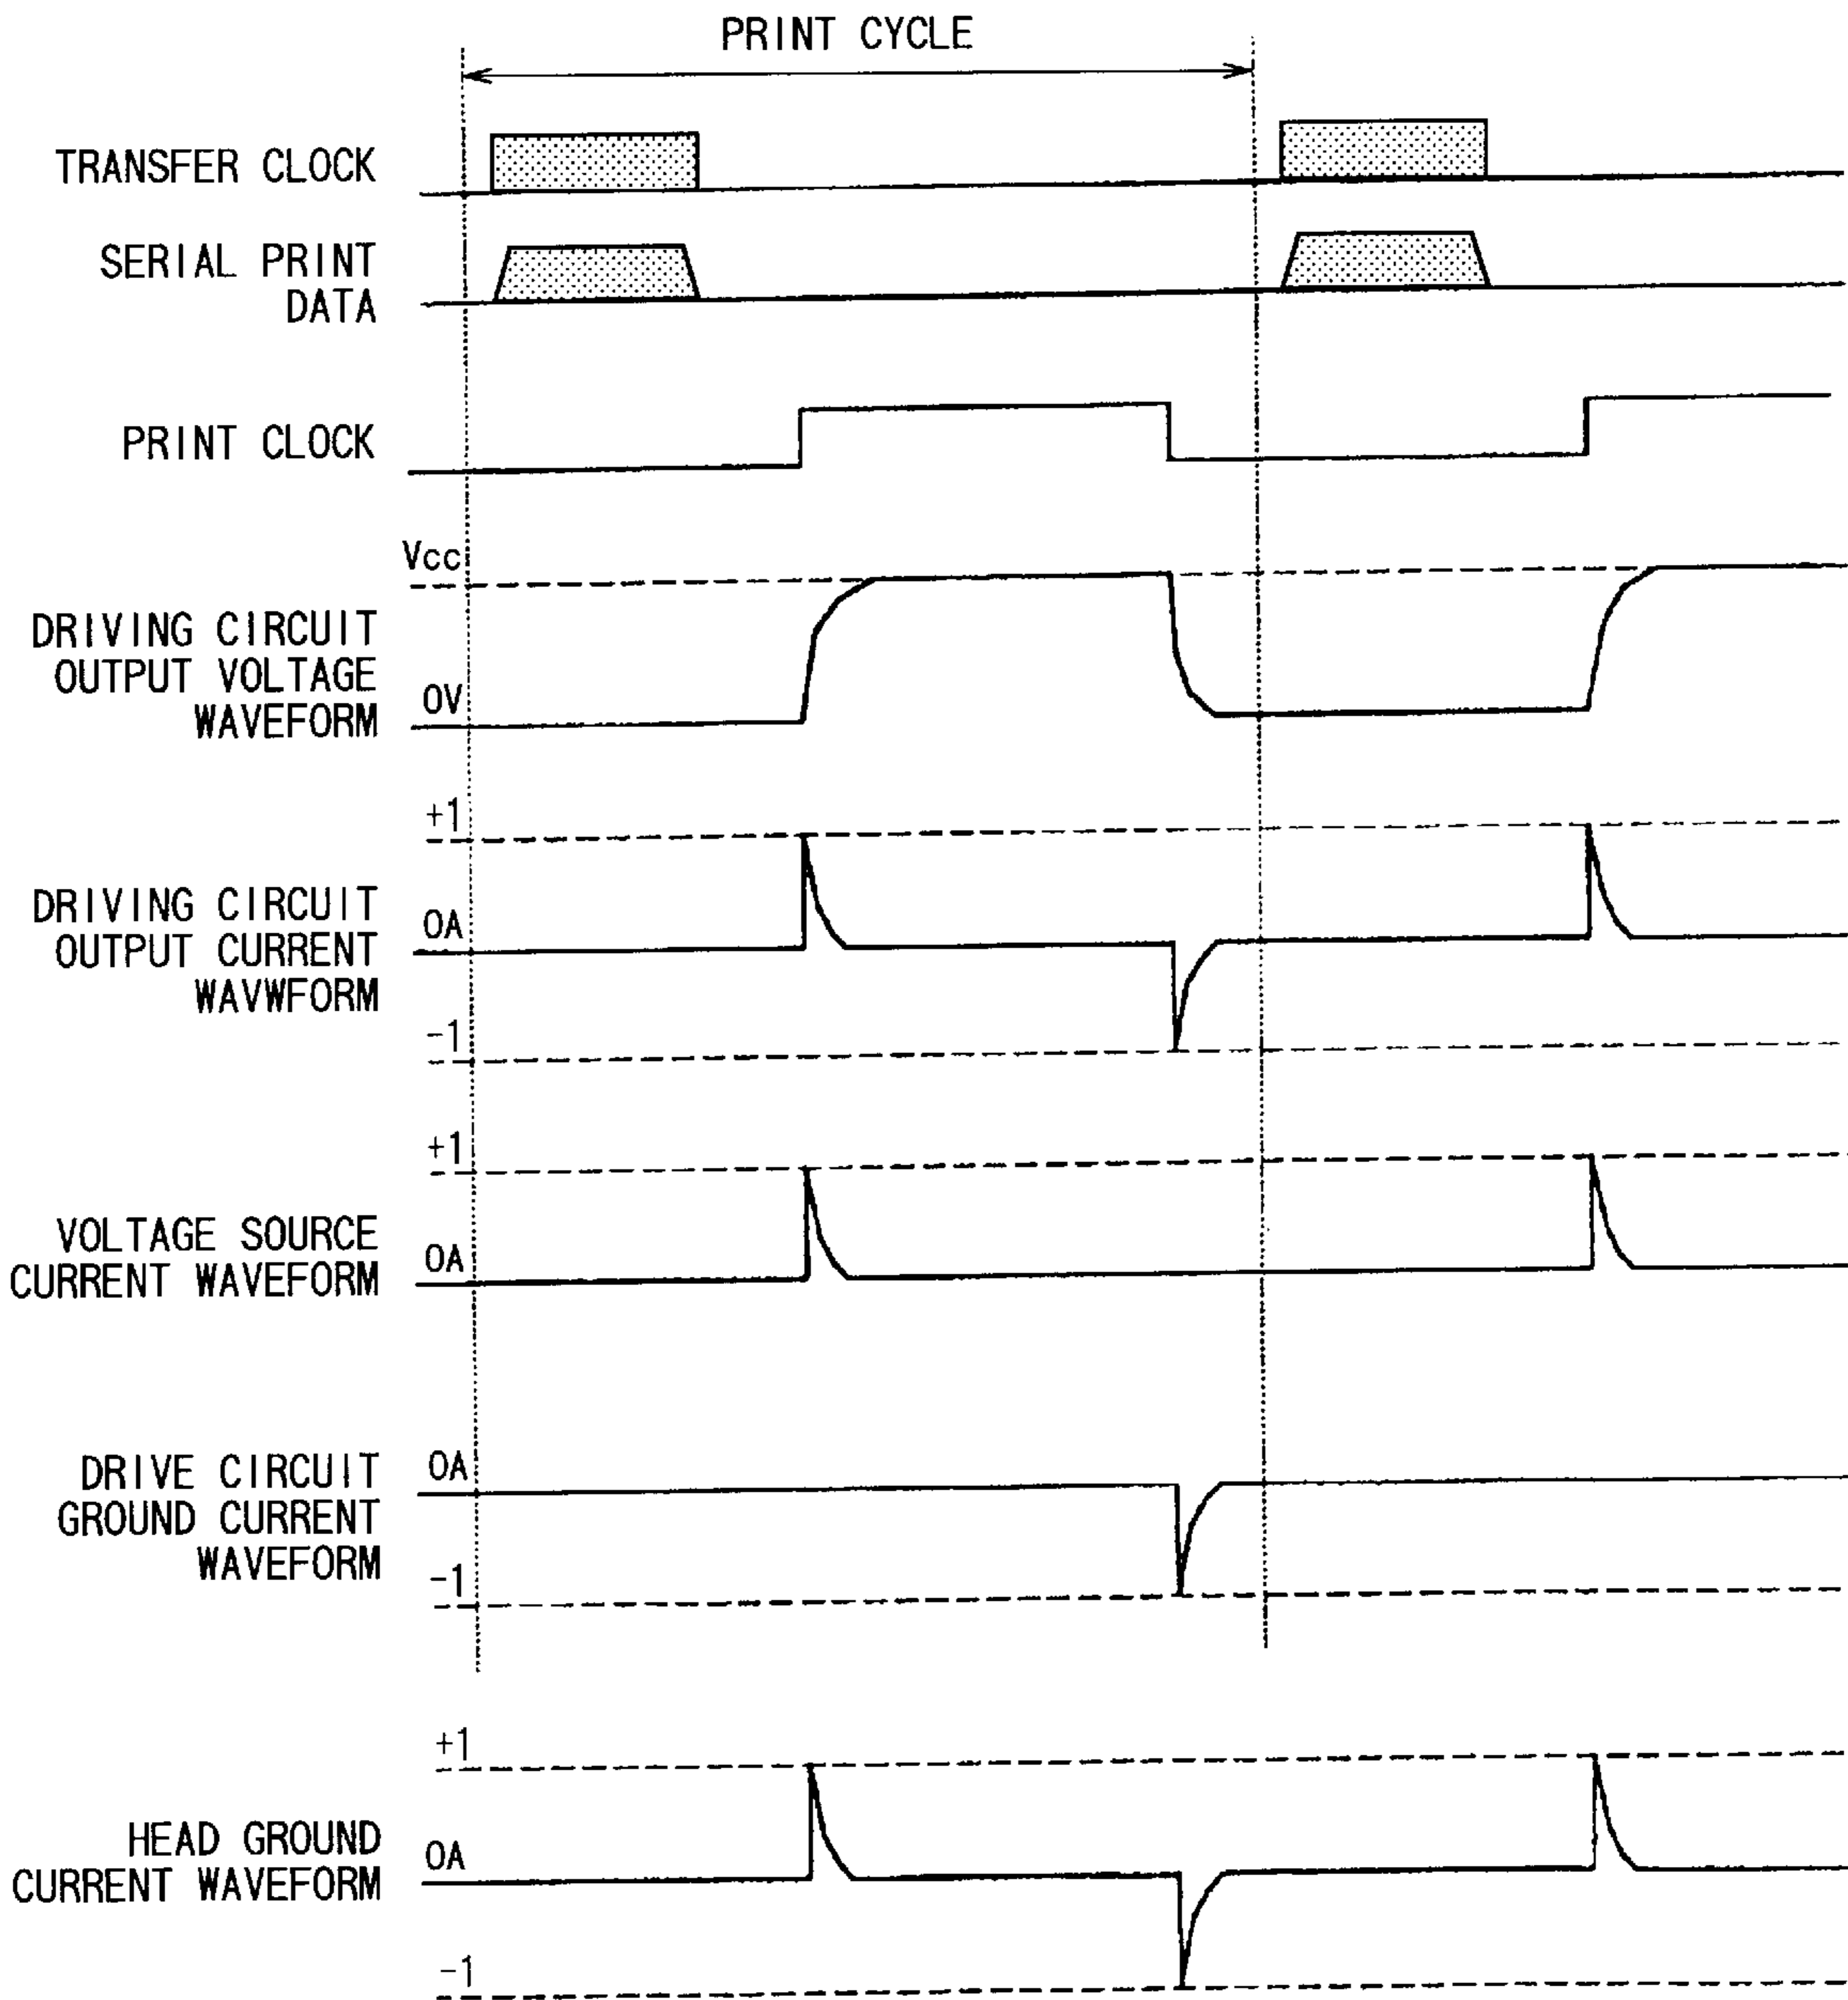 PRINT CYCLE
TRANSFER CLOCK
SERIAL PRINT
DATA
PRINT CLOCK
Vcc
DRIVING CIRCUIT
OUTPUT VOLTAGE
WAVEFORM
0V
+1
DRIVING CIRCUIT
OUTPUT CURRENT
WAVWFORM
0A
-1
+1
VOLTAGE SOURCE
CURRENT WAVEFORM
0A
DRIVE CIRCUIT
GROUND CURRENT
WAVEFORM
0A
-1
+1
HEAD GROUND
CURRENT WAVEFORM
0A
-1